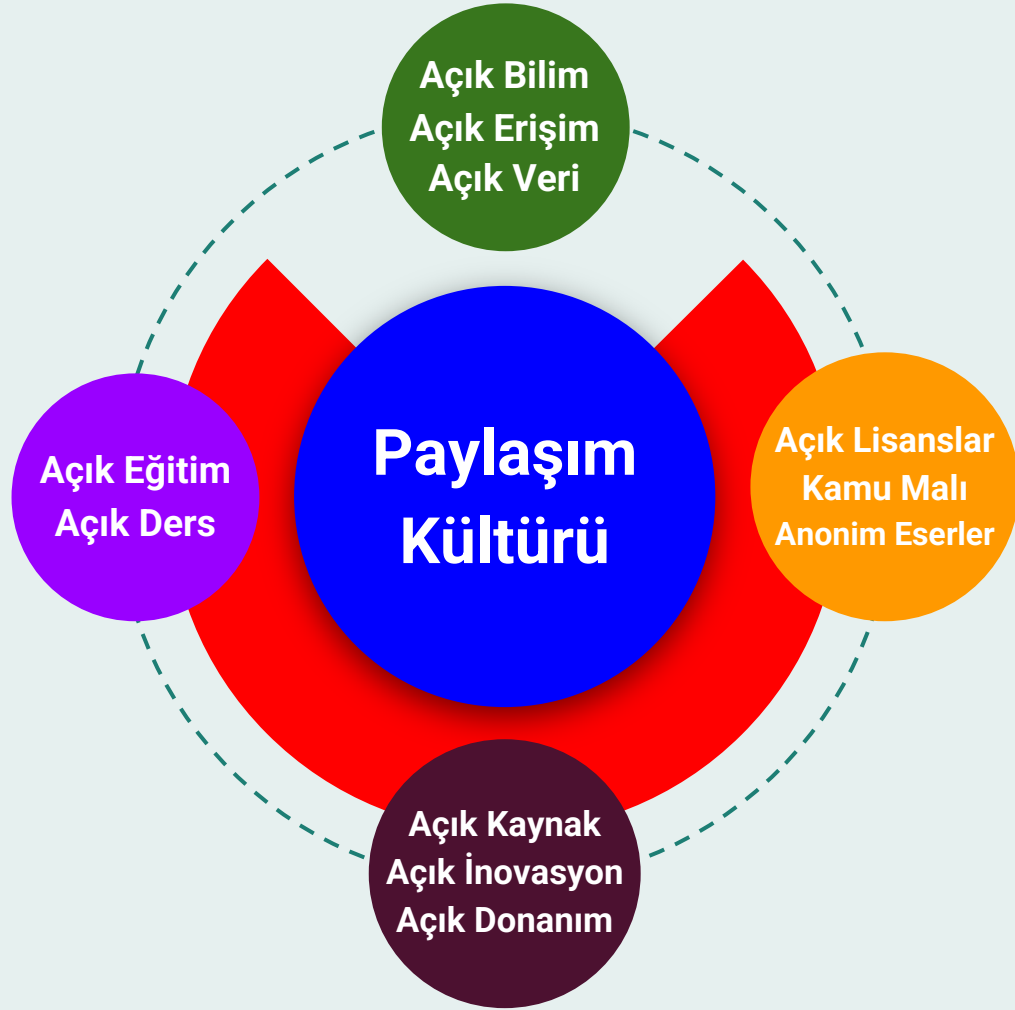 Açık Bilim
Açık Erişim
Açık Veri
Açık Eğitim
Açık Ders
Paylaşım
Kültürü
Açık Lisanslar
Kamu Malı
Anonim Eserler
Açık Kaynak
Açık İnovasyon
Açık Donanım